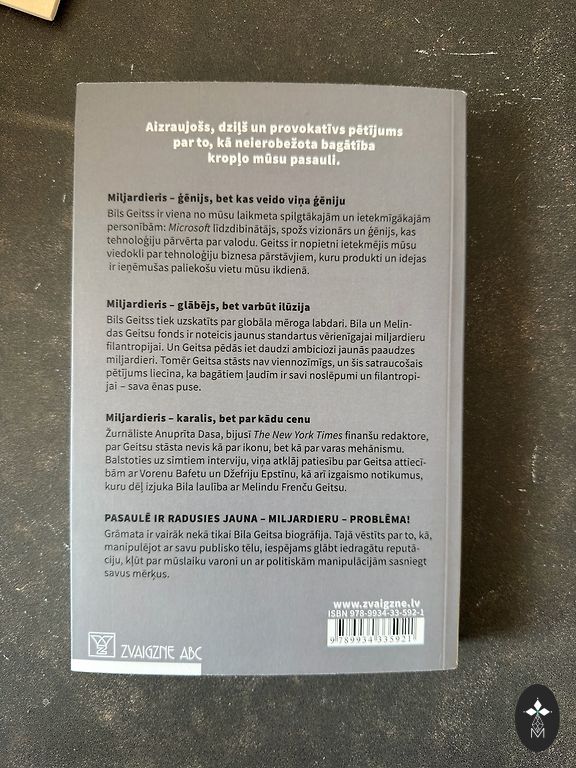 Aizraujošs, dziļš un provokatīvs pētījums
par to, kā neierobežota bagātība
kropļo mūsu pasauli.
Miljardieris – ģēnijs, bet kas veido viņa ģēniju
Bils Geitss ir viena no mūsu laikmeta spilgtākajām un ietekmīgākajām
personībām: Microsoft līdzdibinātājs, spožs vizionārs un ģēnijs, kas
tehnoloģiju pārvērta par valodu. Geitss ir nopietni ietekmējis mūsu
viedokli par tehnoloģiju biznesa pārstāvjiem, kuru produkti un idejas
ir ieņēmušas paliekošu vietu mūsu ikdienā.
Miljardieris – glābējs, bet varbūt ilūzija
Bils Geitss tiek uzskatīts par globāla mēroga labdari. Bila un Melin-
das Geitsu fonds ir noteicis jaunus standartus vērienīgajai miljardieru
filantropijai. Un Geitsa pēdās iet daudzi ambiciozi jaunās paaudzes
miljardieri. Tomēr Geitsa stāsts nav viennozīmīgs, un šis satraucošais
pētījums liecina, ka bagātiem ļaudīm ir savi noslēpumi un filantropi-
jai – sava ēnas puse.
Miljardieris – karalis, bet par kādu cenu
Žurnāliste Anuprīta Dasa, bijusī The New York Times finanšu redaktore,
par Geitsu stāsta nevis kā par ikonu, bet kā par varas mehānismu.
Balstoties uz simtiem interviju, viņa atklāj patiesību par Geitsa attiecī-
bām ar Vorenu Bafetu un Džefriju Epstīnu, kā arī izgaismo notikumus,
kuru dēļ izjuka Bila laulība ar Melindu Frenču Geitsu.
PASAULĒ IR RADUSIES JAUNA – MILJARDIERU – PROBLĒMA!
Grāmata ir vairāk nekā tikai Bila Geitsa biogrāfija. Tajā vēstīts par to, kā,
manipulējot ar savu publisko tēlu, iespējams glābt iedragātu reputā-
ciju, kļūt par mūslaiku varoni un ar politiskām manipulācijām sasniegt
savus mērķus.
www.zvaigzne.lv
ISBN 978-9934-33-592-1
9 789934 335921
ZVAIGZNE ABC
M